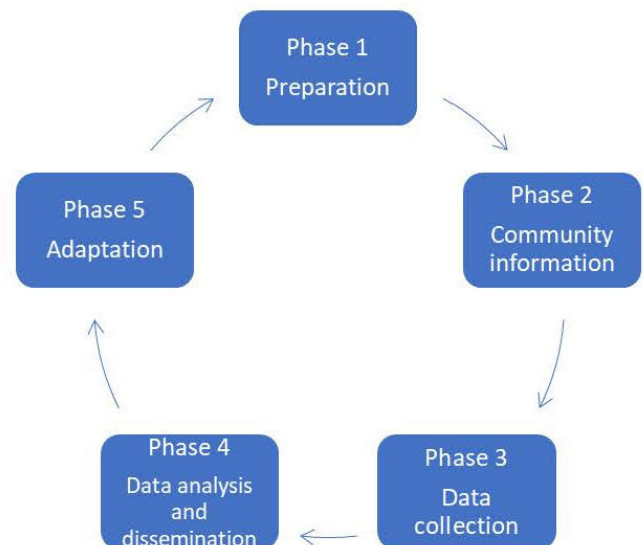 Phase 1
Preparation
Phase 2
Community
information
Phase 3
Data
collection
Phase 4
Data analysis
and
dissemination
Phase 5
Adaptation